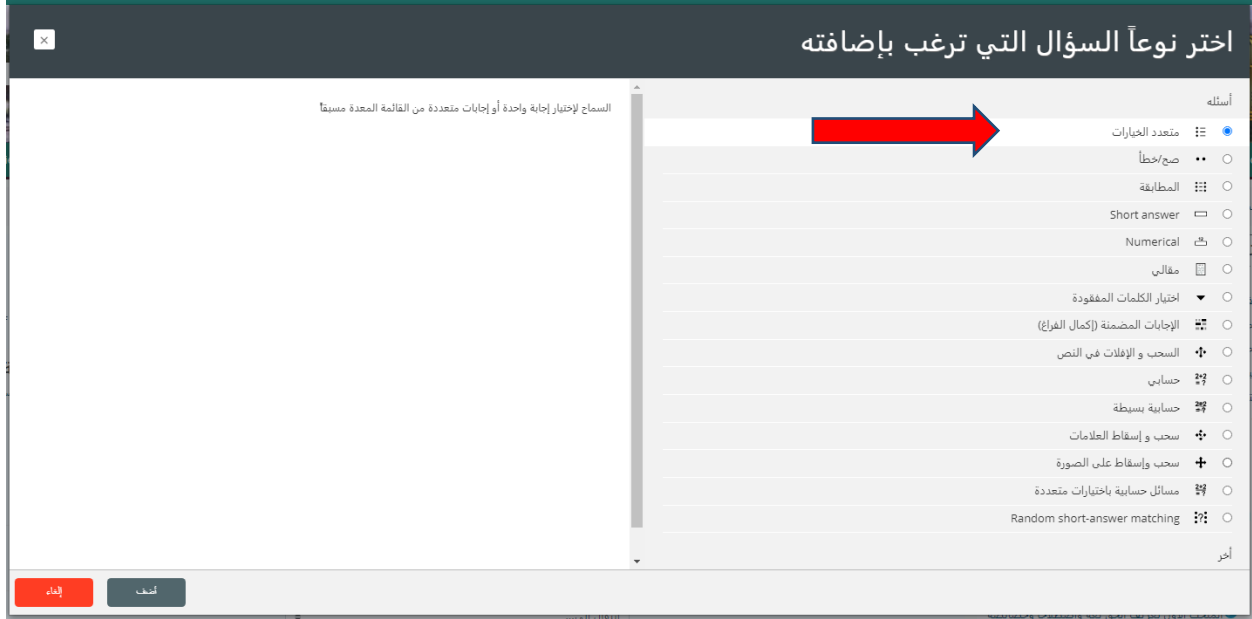 اختر نوعاً السؤال التي ترغب بإضافته
أسئله
متعدد الخيارات
صح/خطأ
المطابقة
Short answer
Numerical
مقالي
اختيار الكلمات المفقودة
الإجابات المضمنة (إكمال الفراغ)
السحب و الإفلات في النص
حسابي
حسابية بسيطة
سحب و إسقاط العلامات
سحب وإسقاط على الصورة
مسائل حسابية باختيارات متعددة
Random short-answer matching
أخر
السماح لإختيار إجابة واحدة أو إجابات متعددة من القائمة المعدة مسبقاً
أضف
إلغاء